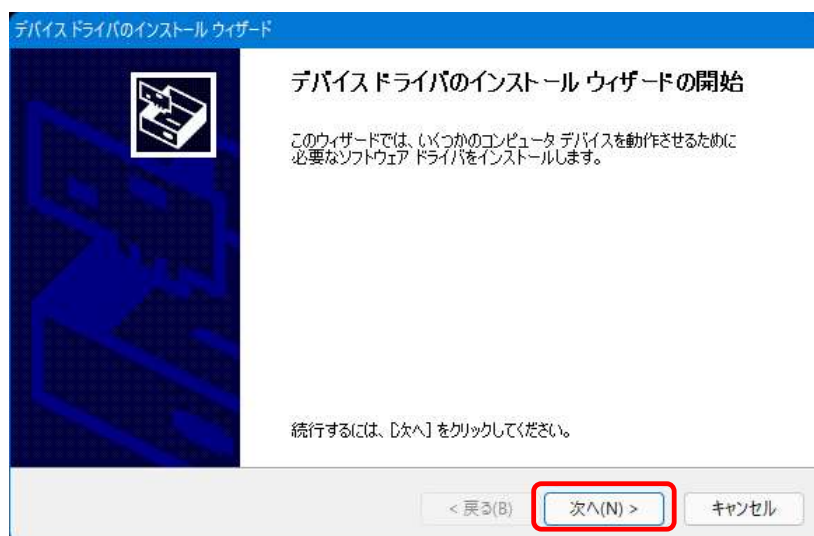 デバイス ドライバのインストール ウィザード
デバイス ドライバのインストール ウィザードの開始
このウィザードでは、いくつかのコンピュータ デバイスを動作させるために
必要なソフトウェア ドライバをインストールします。
続行するには、[次へ] をクリックしてください。
< 戻る(B)
次へ(N) >
キャンセル